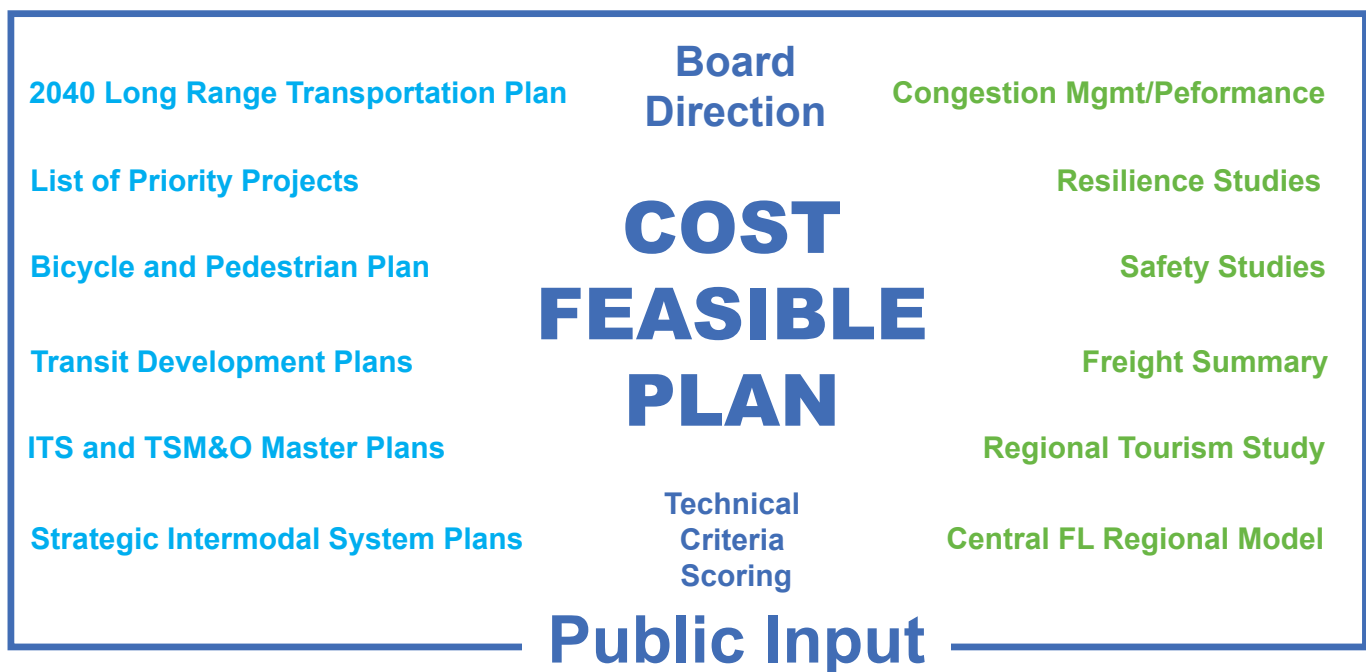 2040 Long Range Transportation Plan
List of Priority Projects
Bicycle and Pedestrian Plan
Transit Development Plans
ITS and TSM&O Master Plans
Strategic Intermodal System Plans
Board
Direction
COST
FEASIBLE
PLAN
Technical
Criteria
Scoring
Public Input
Congestion Mgmt/Peformance
Resilience Studies
Safety Studies
Freight Summary
Regional Tourism Study
Central FL Regional Model